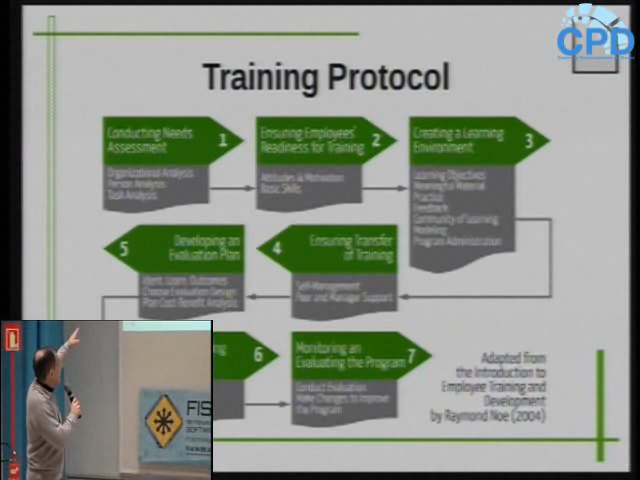 CPD
Training Protocol
Conducting Needs
Assessment
1
Organizational Analysis
Person Analysis
Task Analysis
Ensuring Employees'
Readiness for Training
2
Attitudes & Motivation
Basic Skills
Creating a Learning
Environment
3
Learning Objectives
Meaningful Material
Practice
Feedback
Community of Learning
Modeling
Program Administration
Ensuring Transfer
of Training
4
Self-Management
Peer and Manager Support
Developing an
Evaluation Plan
5
Ident. Learn. Outcomes
Choose Evaluation Design
Plan Cost-Benefit Analysis
6
Monitoring an
Evaluating the Program
7
Conduct Evaluation
Make Changes to Improve
the Program
Adapted from
the Introduction to
Employee Training and
Development
by Raymond Noe (2004)
FIS